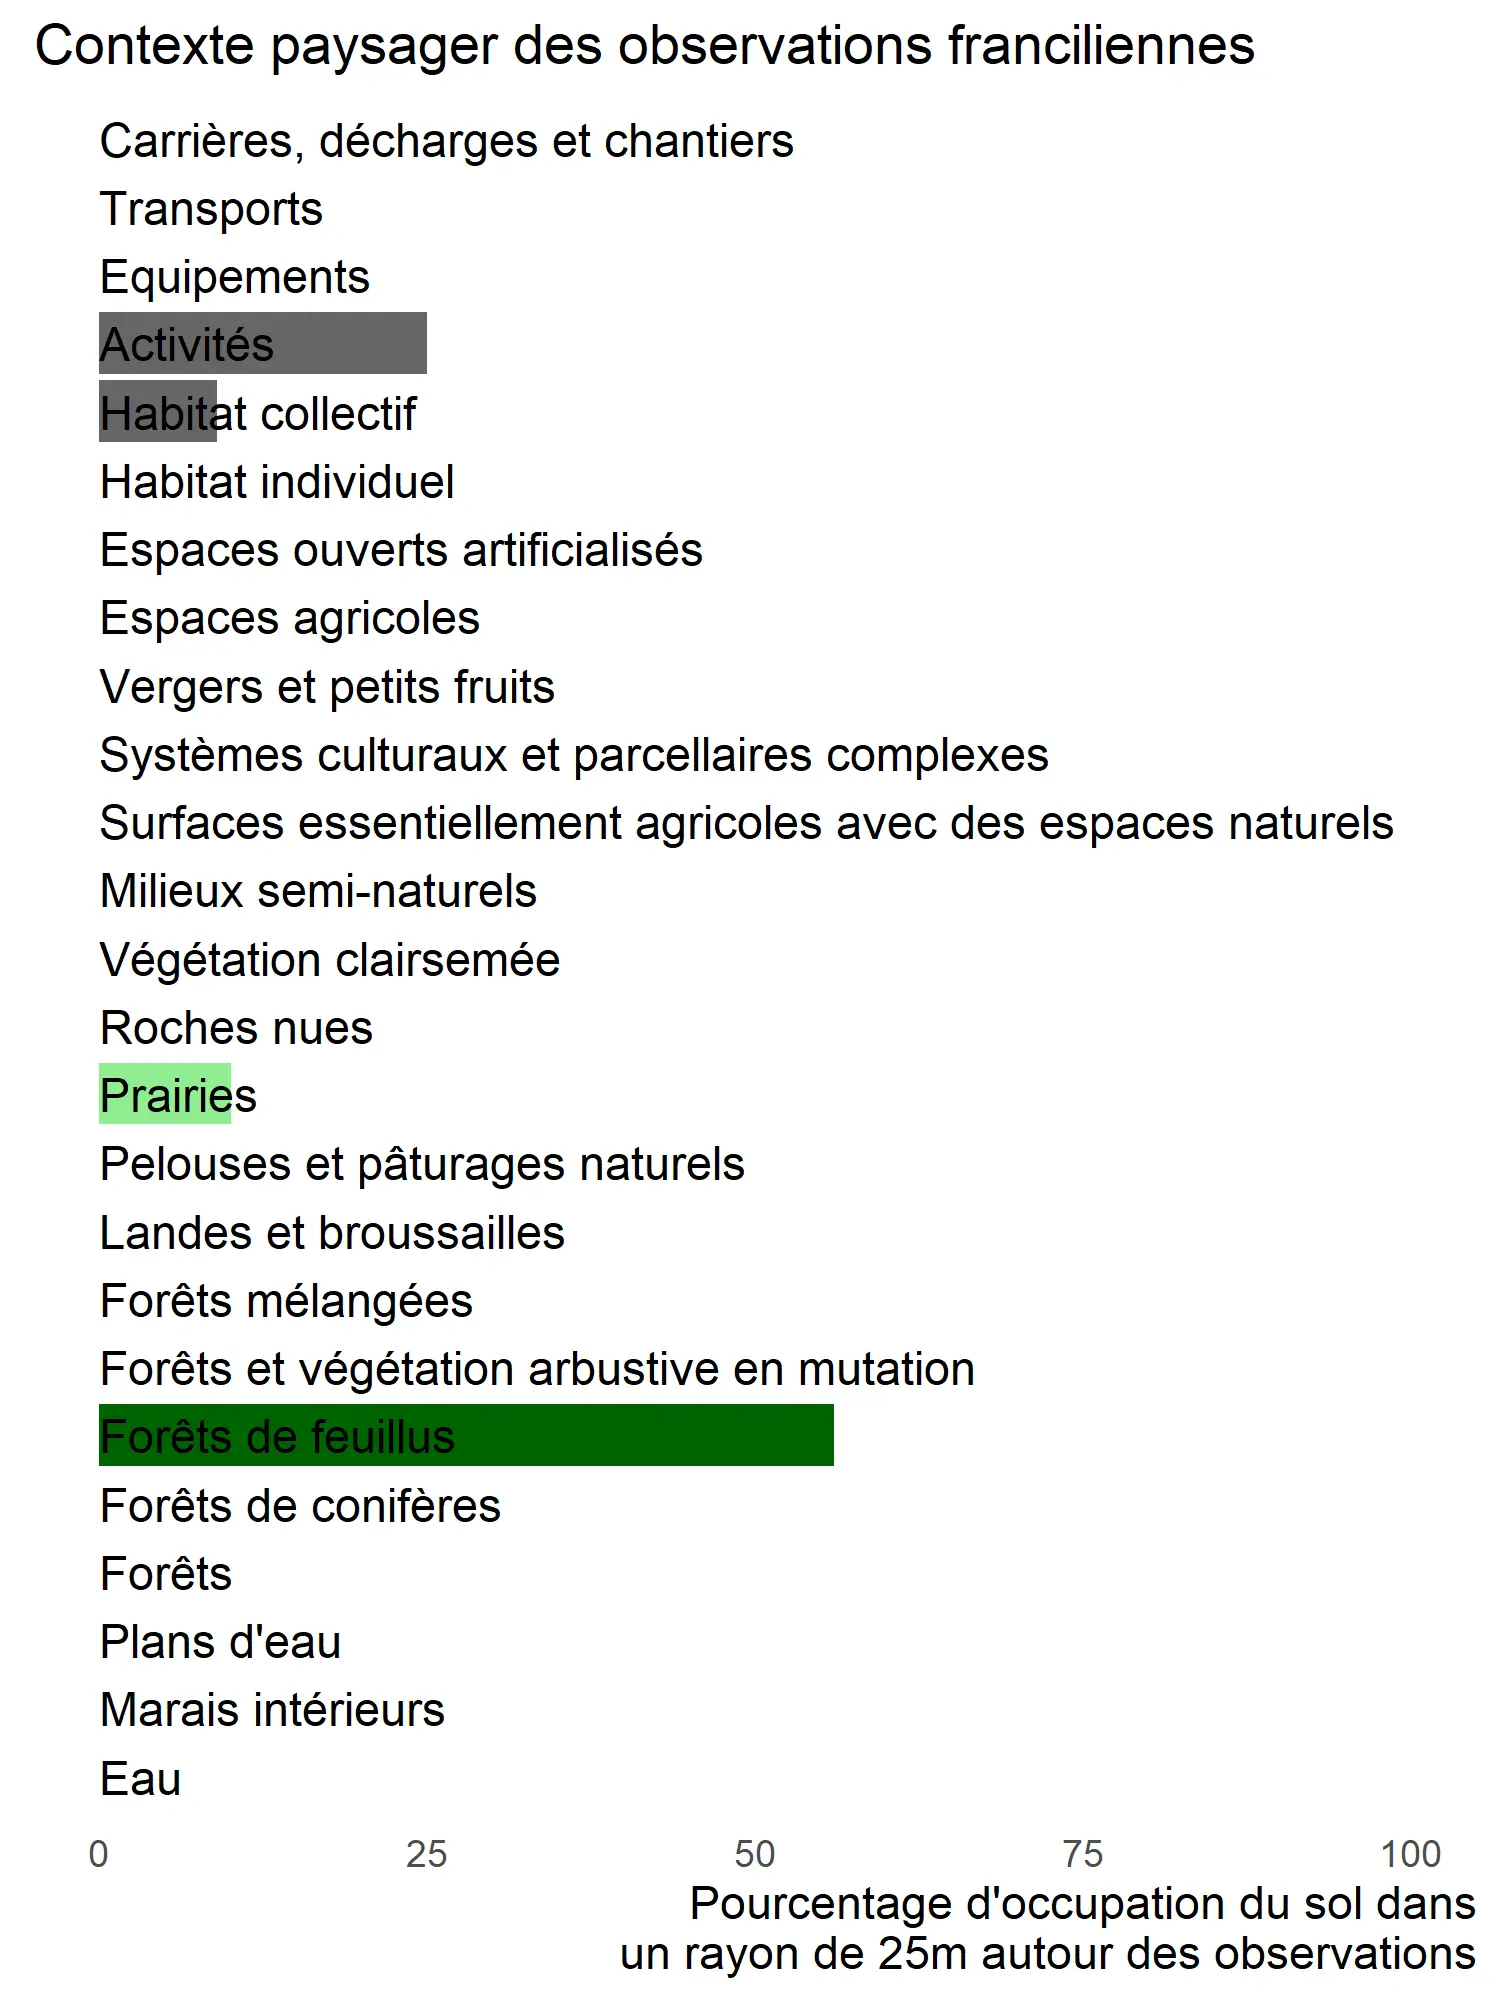 Contexte paysager des observations franciliennes
Carrières, décharges et chantiers
Transports
Equipements
Activités
Habitat collectif
Habitat individuel
Espaces ouverts artificialisés
Espaces agricoles
Vergers et petits fruits
Systèmes culturaux et parcellaires complexes
Surfaces essentiellement agricoles avec des espaces naturels
Milieux semi-naturels
Végétation clairsemée
Roches nues
Prairies
Pelouses et pâturages naturels
Landes et broussailles
Forêts mélangées
Forêts et végétation arbustive en mutation
Forêts de feuillus
Forêts de conifères
Forêts
Plans d'eau
Marais intérieurs
Eau
0 25 50 75 100
Pourcentage d'occupation du sol dans
un rayon de 25m autour des observations